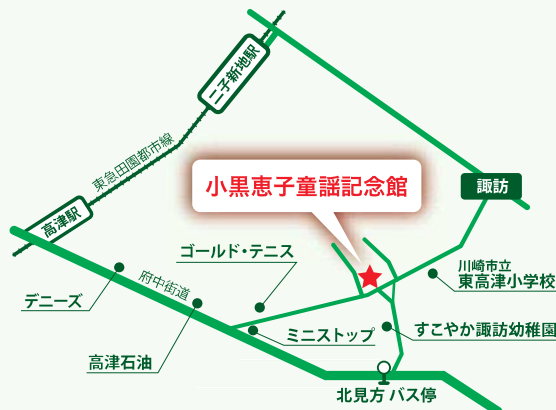 二子新地駅
東急田園都市線
高津駅
小黒恵子童謡記念館
諏訪
川崎市立
東高津小学校
ゴールド・テニス
府中街道
デニーズ
高津石油
ミニストップ
すこやか諏訪幼稚園
北見方 バス停